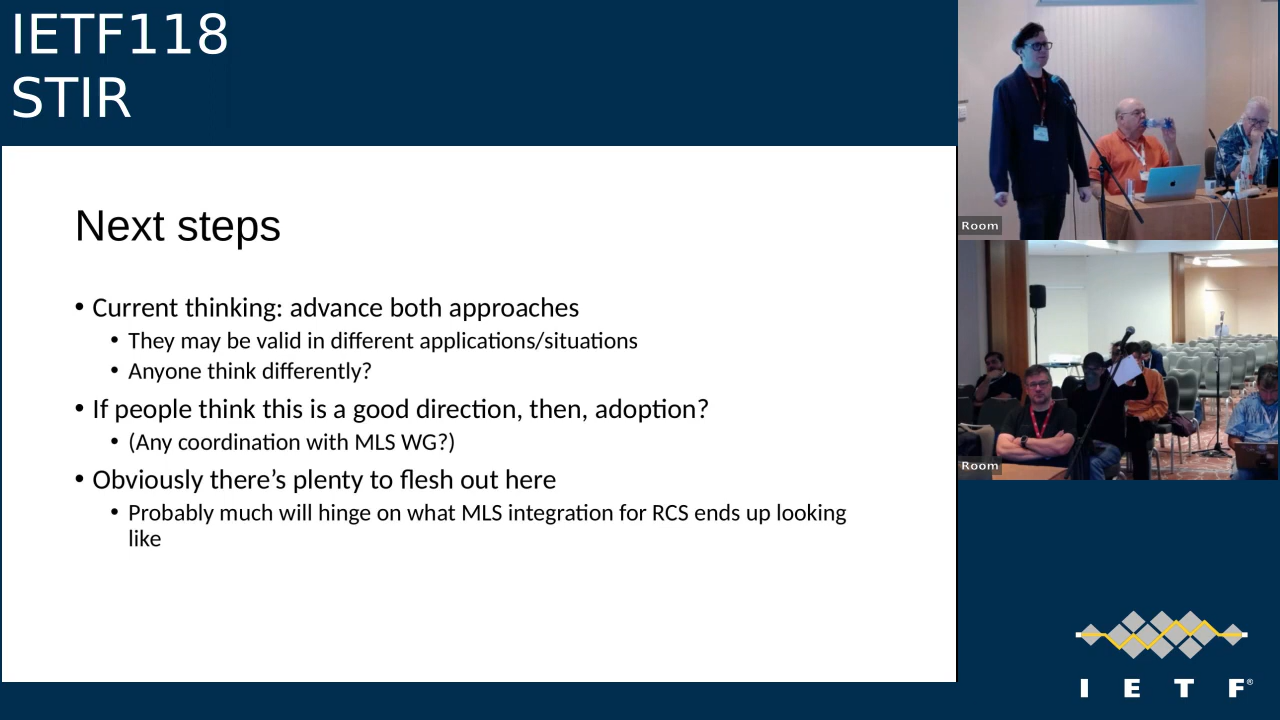 IETF118
STIR
Next steps
• Current thinking: advance both approaches
• They may be valid in different applications/situations
• Anyone think differently?
• If people think this is a good direction, then, adoption?
• (Any coordination with MLS WG?)
• Obviously there’s plenty to flesh out here
• Probably much will hinge on what MLS integration for RCS ends up looking
like
Room
Room
I E T F®